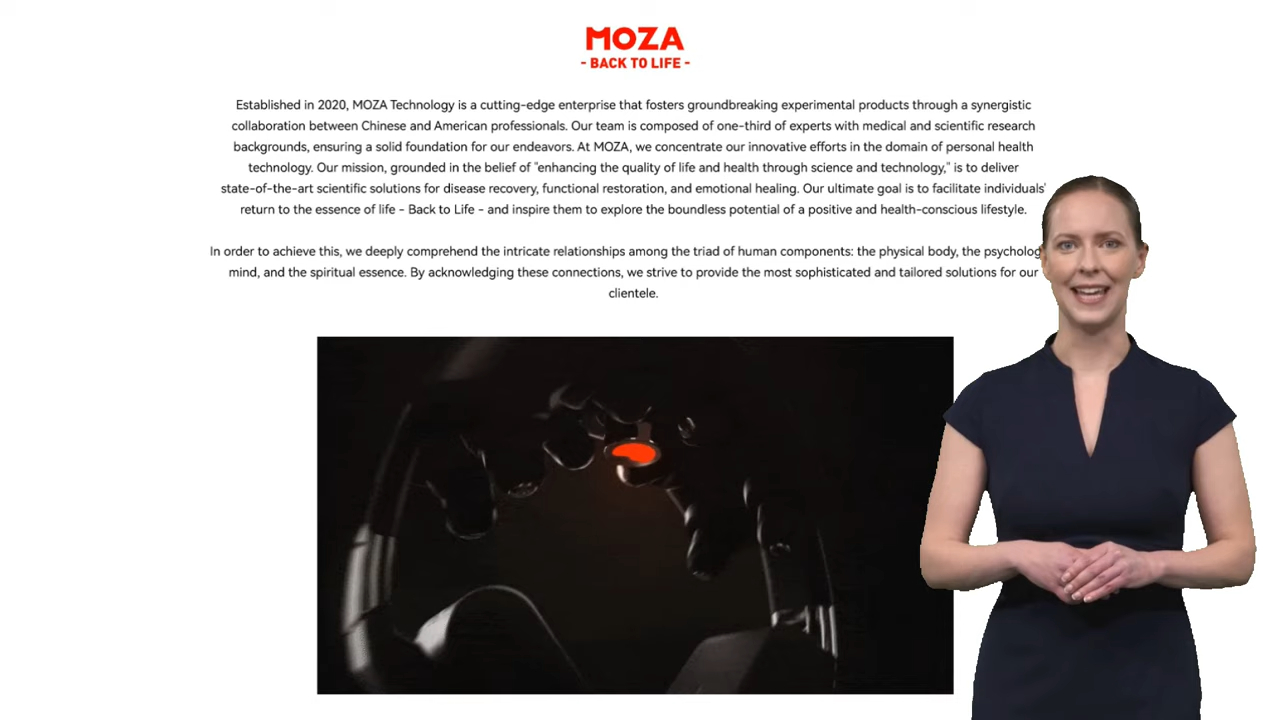 MOZA
- BACK TO LIFE -
Established in 2020, MOZA Technology is a cutting-edge enterprise that fosters groundbreaking experimental products through a synergistic
collaboration between Chinese and American professionals. Our team is composed of one-third of experts with medical and scientific research
backgrounds, ensuring a solid foundation for our endeavors. At MOZA, we concentrate our innovative efforts in the domain of personal health
technology. Our mission, grounded in the belief of "enhancing the quality of life and health through science and technology," is to deliver
state-of-the-art scientific solutions for disease recovery, functional restoration, and emotional healing. Our ultimate goal is to facilitate individuals'
return to the essence of life - Back to Life - and inspire them to explore the boundless potential of a positive and health-conscious lifestyle.
In order to achieve this, we deeply comprehend the intricate relationships among the triad of human components: the physical body, the
mind, and the spiritual essence. By acknowledging these connections, we strive to provide the most sophisticated and tailored solutions for our
clientele.